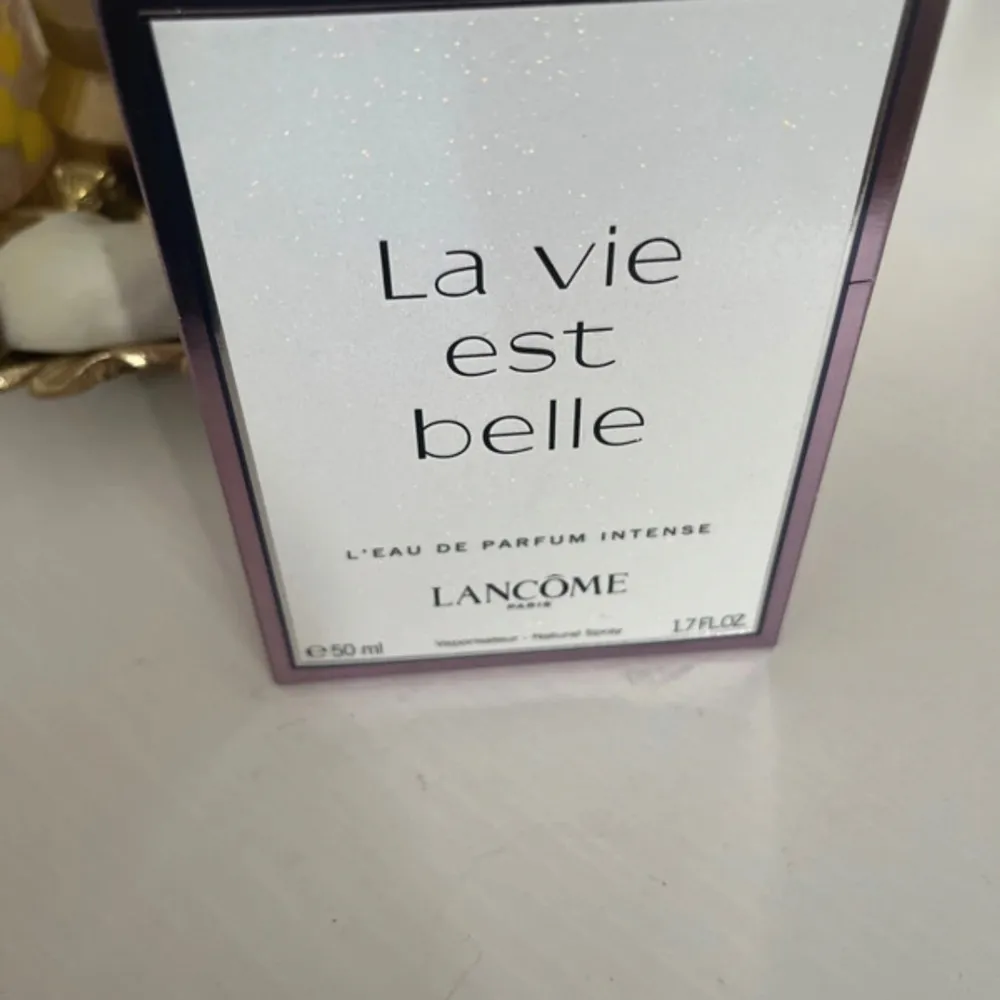 La vie
est
belle
L'EAU DE PARFUM INTENSE
LANCÔME
PARIS
℮50 ml Vaporisateur - Natural Spray 1.7 FL.OZ